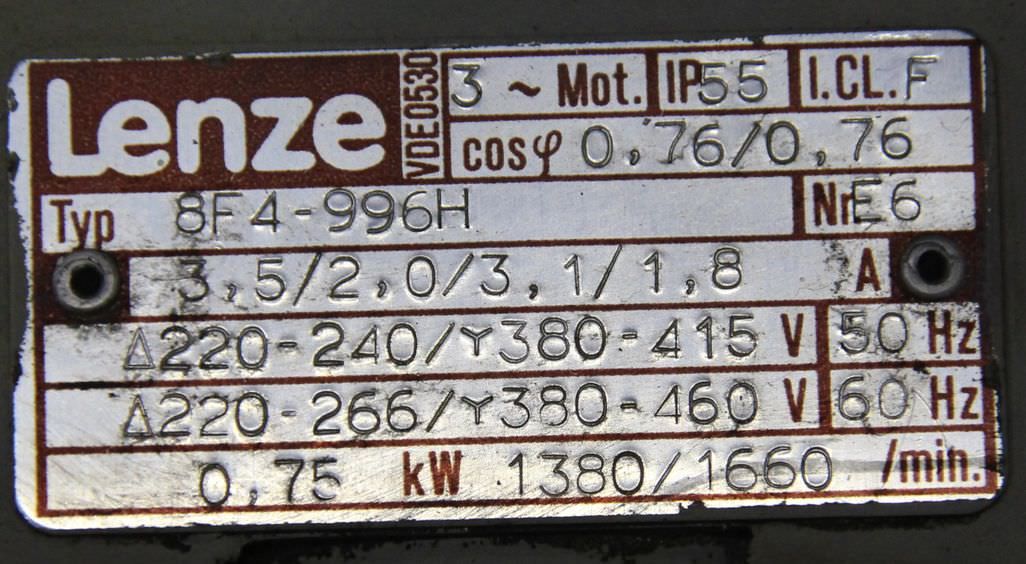 Lenze VDE0530 3 ~ Mot. IP55 I.CL. F
cosφ 0,76/0,76
Typ 8F4-996H Nr E6
3,5/2,0/3,1/1,8 A
Δ220-240/Y380-415 V 50 Hz
Δ220-266/Y380-460 V 60 Hz
0,75 kW 1380/1660 /min.